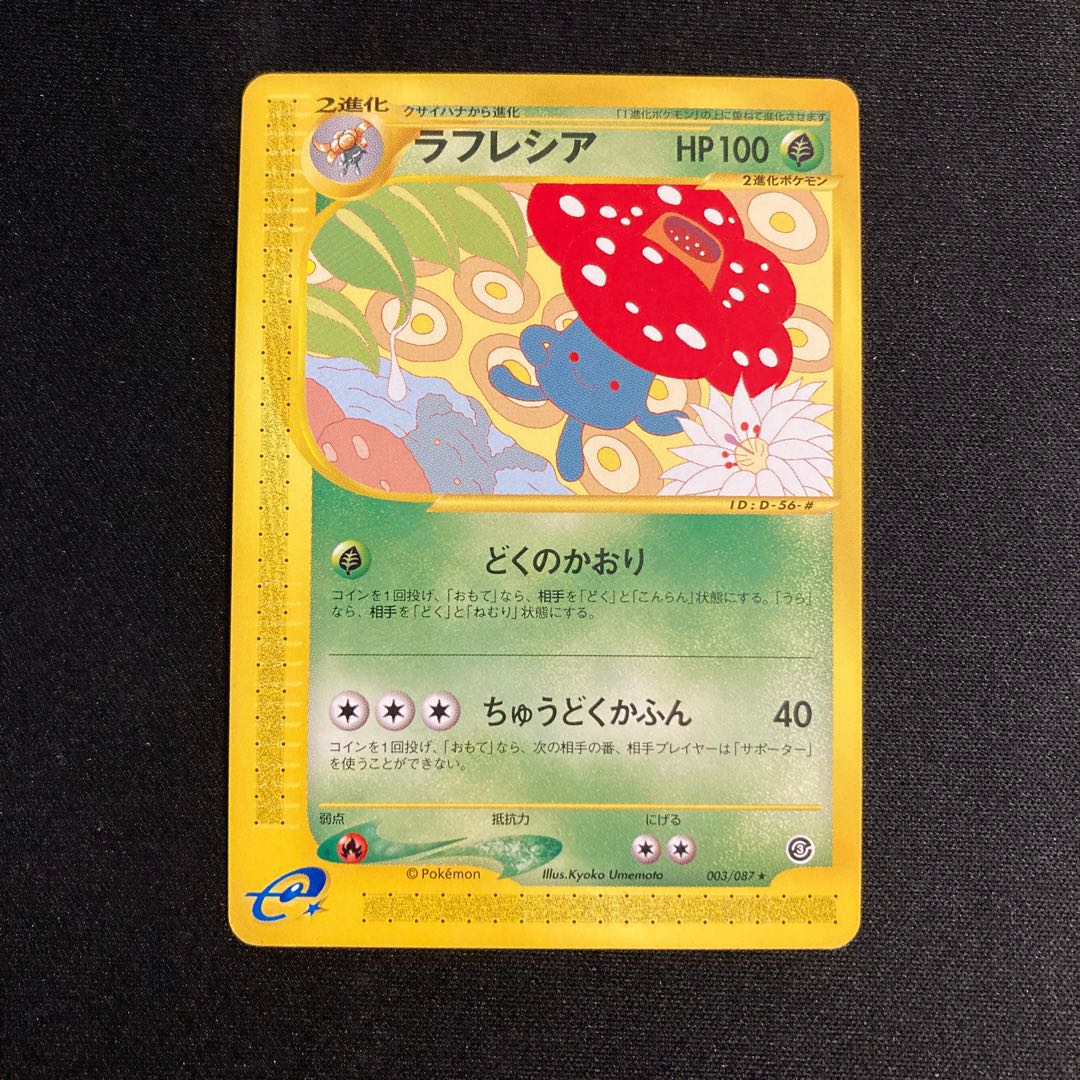 2進化
クサイハナから進化
「1進化ポケモン」の上に重ねて進化させます。
ラフレシア
HP100
2進化ポケモン
ID:D-56-#
どくのかおり
コインを1回投げ、「おもて」なら、相手を「どく」と「こんらん」状態にする。「うら」
なら、相手を「どく」と「ねむり」状態にする。
ちゅうどくかふん 40
コインを1回投げ、「おもて」なら、次の相手の番、相手プレイヤーは「サポーター」
を使うことができない。
弱点 抵抗力 にげる
© Pokémon Illus.Kyoko Umemoto 003/087 ★
3
e